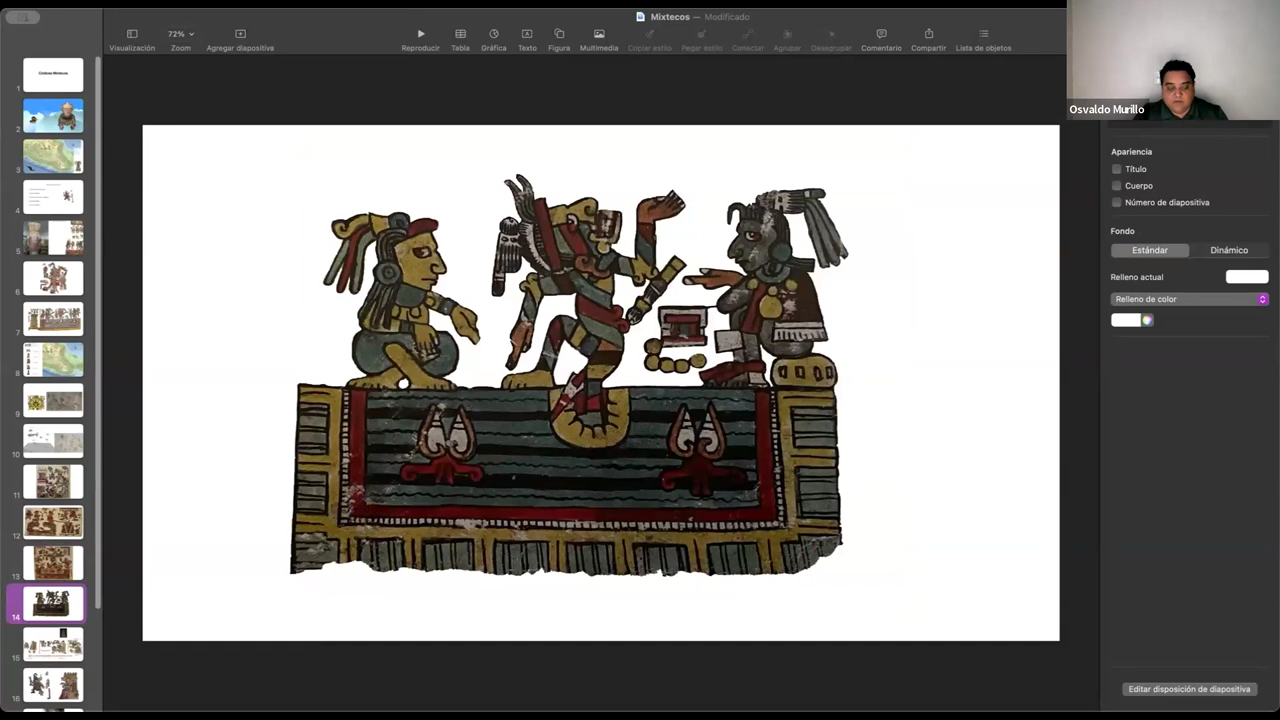 Mixtecos — Modificado
Visualización
72%
Zoom
Agregar diapositiva
Reproducir
Tabla
Gráfica
Texto
Figura
Multimedia
Copiar estilo
Pegar estilo
Conectar
Agrupar
Desagrupar
Comentario
Compartir
Lista de objetos
Osvaldo Murillo
Apariencia
Título
Cuerpo
Número de diapositiva
Fondo
Estándar
Dinámico
Relleno actual
Relleno de color
Editar disposición de diapositiva
1
Códices Mixtecos
2
3
4
5
6
7
8
9
10
11
12
13
14
15
16